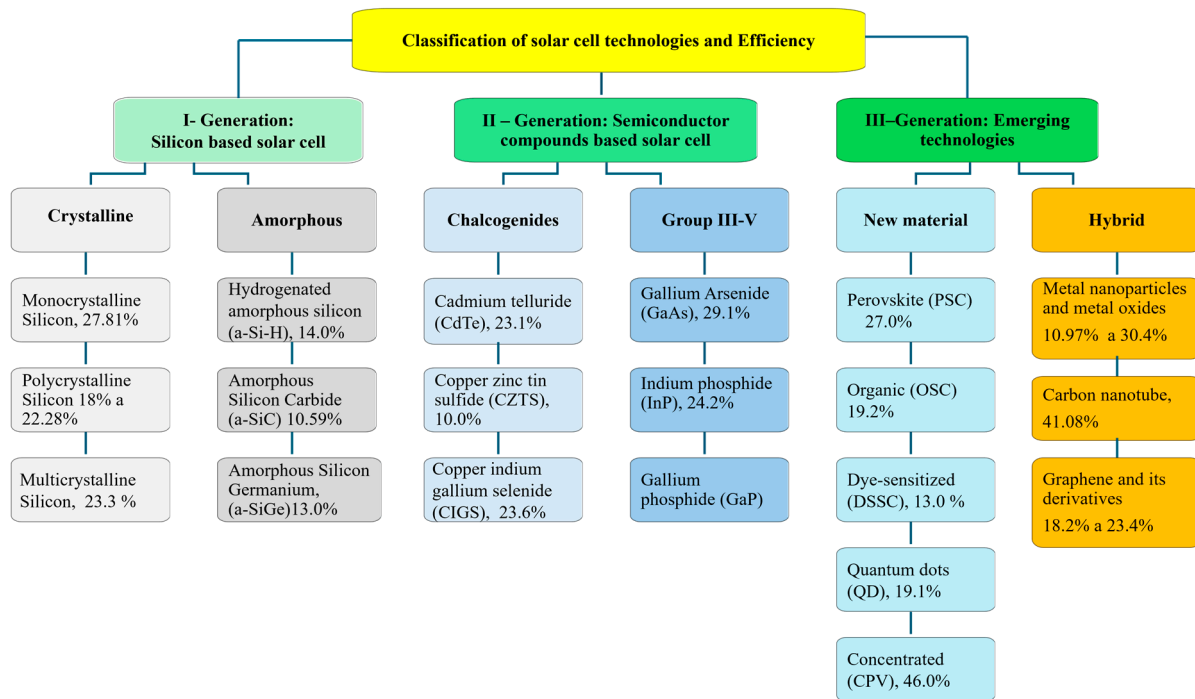 Classification of solar cell technologies and Efficiency
I- Generation:
Silicon based solar cell
II – Generation: Semiconductor
compounds based solar cell
III–Generation: Emerging
technologies
Crystalline
Amorphous
Chalcogenides
Group III-V
New material
Hybrid
Monocrystalline
Silicon, 27.81%
Polycrystalline
Silicon 18% a
22.28%
Multicrystalline
Silicon, 23.3 %
Hydrogenated
amorphous silicon
(a-Si-H), 14.0%
Amorphous
Silicon Carbide
(a-SiC) 10.59%
Amorphous Silicon
Germanium,
(a-SiGe)13.0%
Cadmium telluride
(CdTe), 23.1%
Copper zinc tin
sulfide (CZTS),
10.0%
Copper indium
gallium selenide
(CIGS), 23.6%
Gallium Arsenide
(GaAs), 29.1%
Indium phosphide
(InP), 24.2%
Gallium
phosphide (GaP)
Perovskite (PSC)
27.0%
Organic (OSC)
19.2%
Dye-sensitized
(DSSC), 13.0 %
Quantum dots
(QD), 19.1%
Concentrated
(CPV), 46.0%
Metal nanoparticles
and metal oxides
10.97% a 30.4%
Carbon nanotube,
41.08%
Graphene and its
derivatives
18.2% a 23.4%